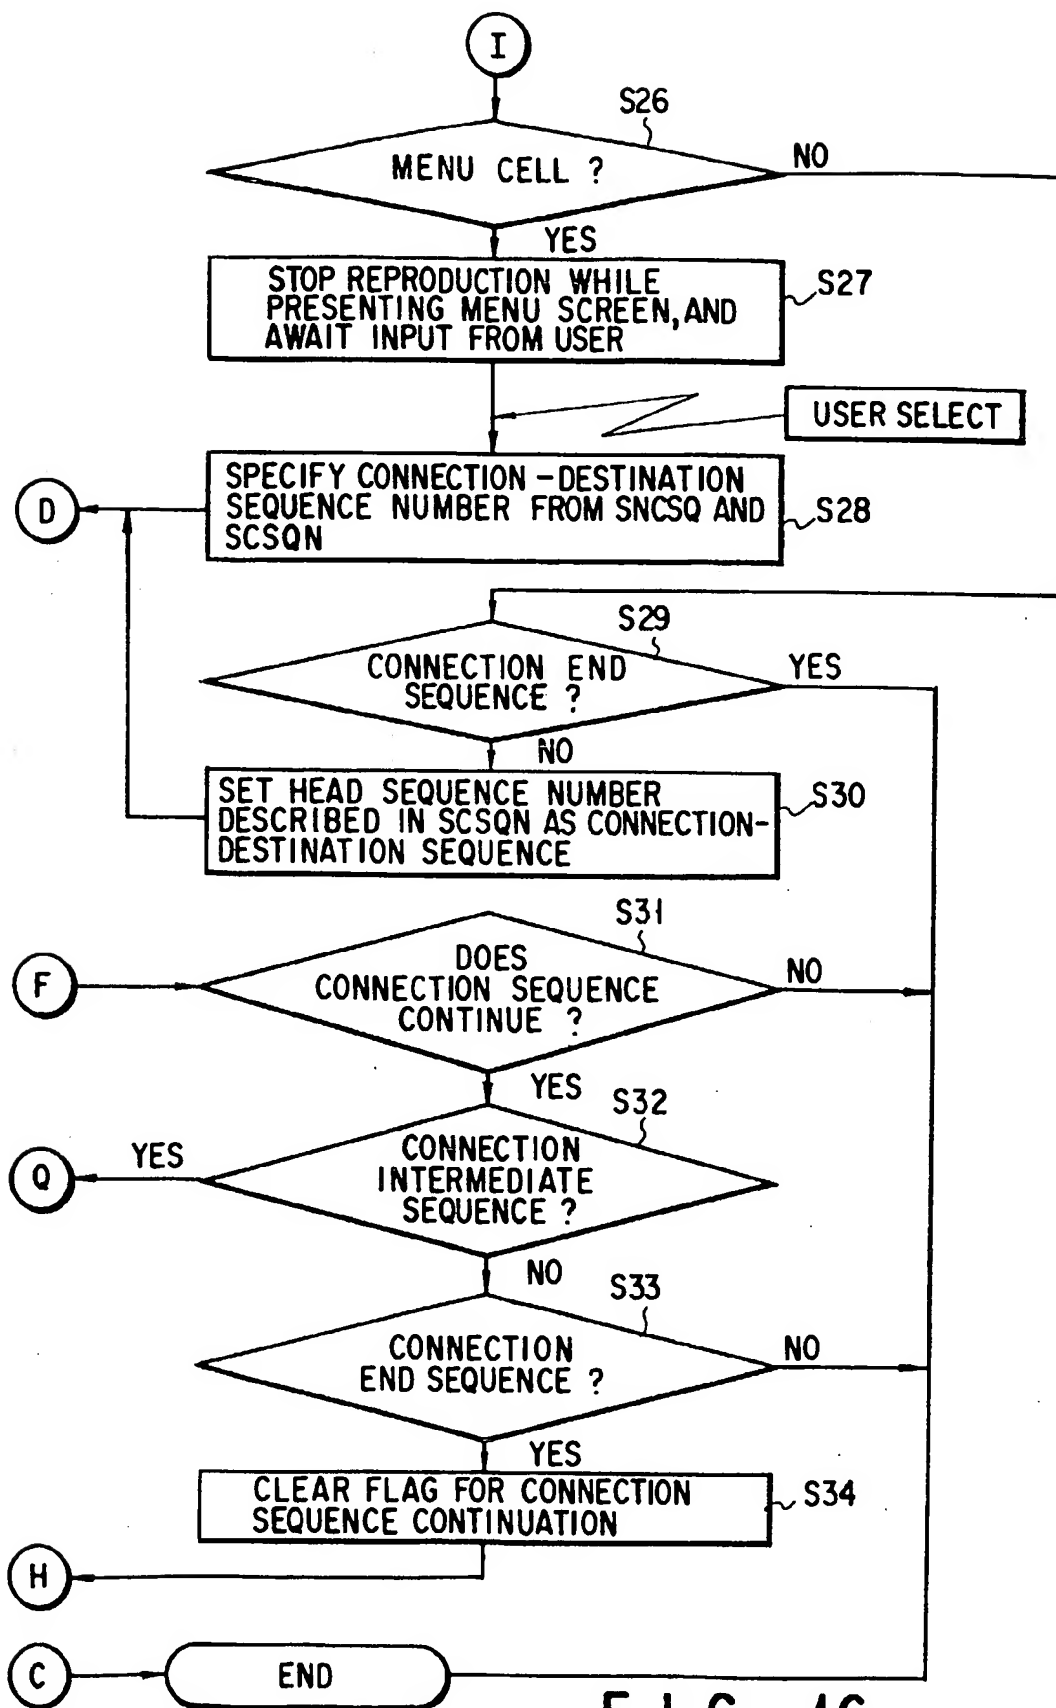 I
S26
MENU CELL ?
NO
YES
STOP REPRODUCTION WHILE
PRESENTING MENU SCREEN, AND
AWAIT INPUT FROM USER
S27
USER SELECT
SPECIFY CONNECTION-DESTINATION
SEQUENCE NUMBER FROM SNCSQ AND
SCSQN
S28
D
S29
CONNECTION END
SEQUENCE ?
YES
NO
SET HEAD SEQUENCE NUMBER
DESCRIBED IN SCSQN AS CONNECTION-
DESTINATION SEQUENCE
S30
S31
F
DOES
CONNECTION SEQUENCE
CONTINUE ?
NO
YES
S32
Q
YES
CONNECTION
INTERMEDIATE
SEQUENCE ?
NO
S33
CONNECTION
END SEQUENCE ?
NO
YES
CLEAR FLAG FOR CONNECTION
SEQUENCE CONTINUATION
S34
H
C
END